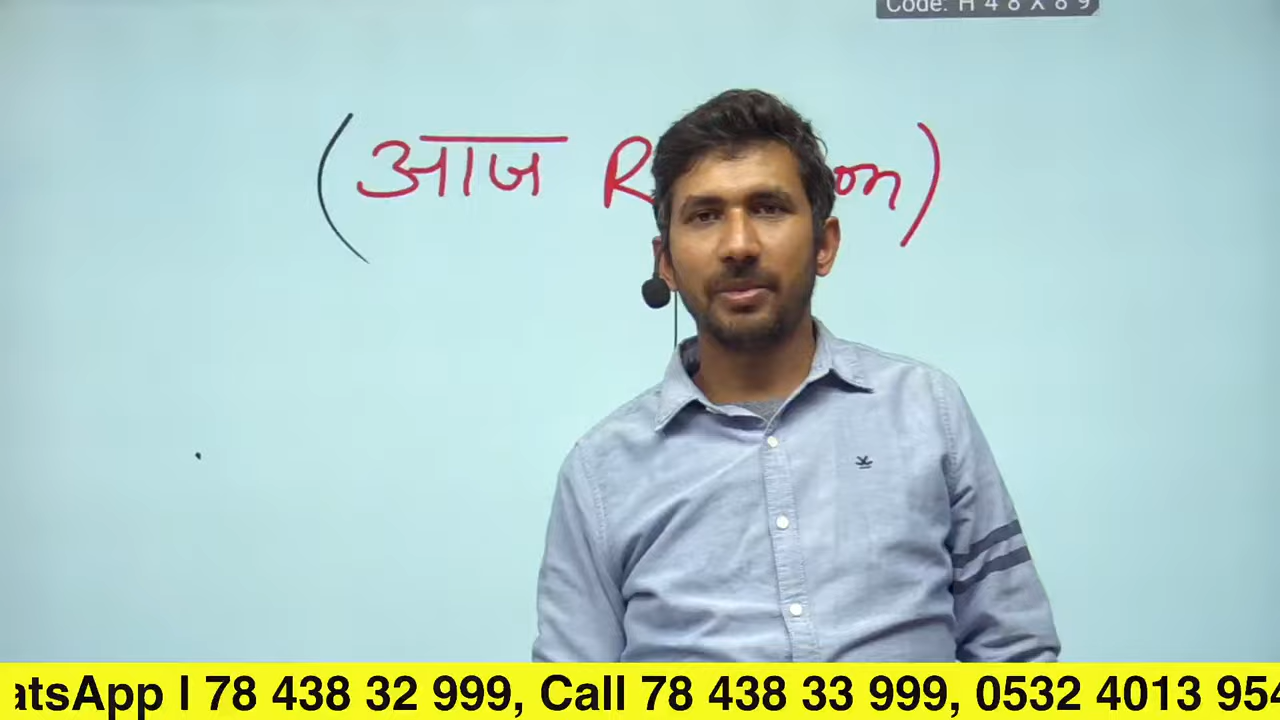 Code: H 4 8 X 8 9
(आज R on)
atsApp I 78 438 32 999, Call 78 438 33 999, 0532 4013 954